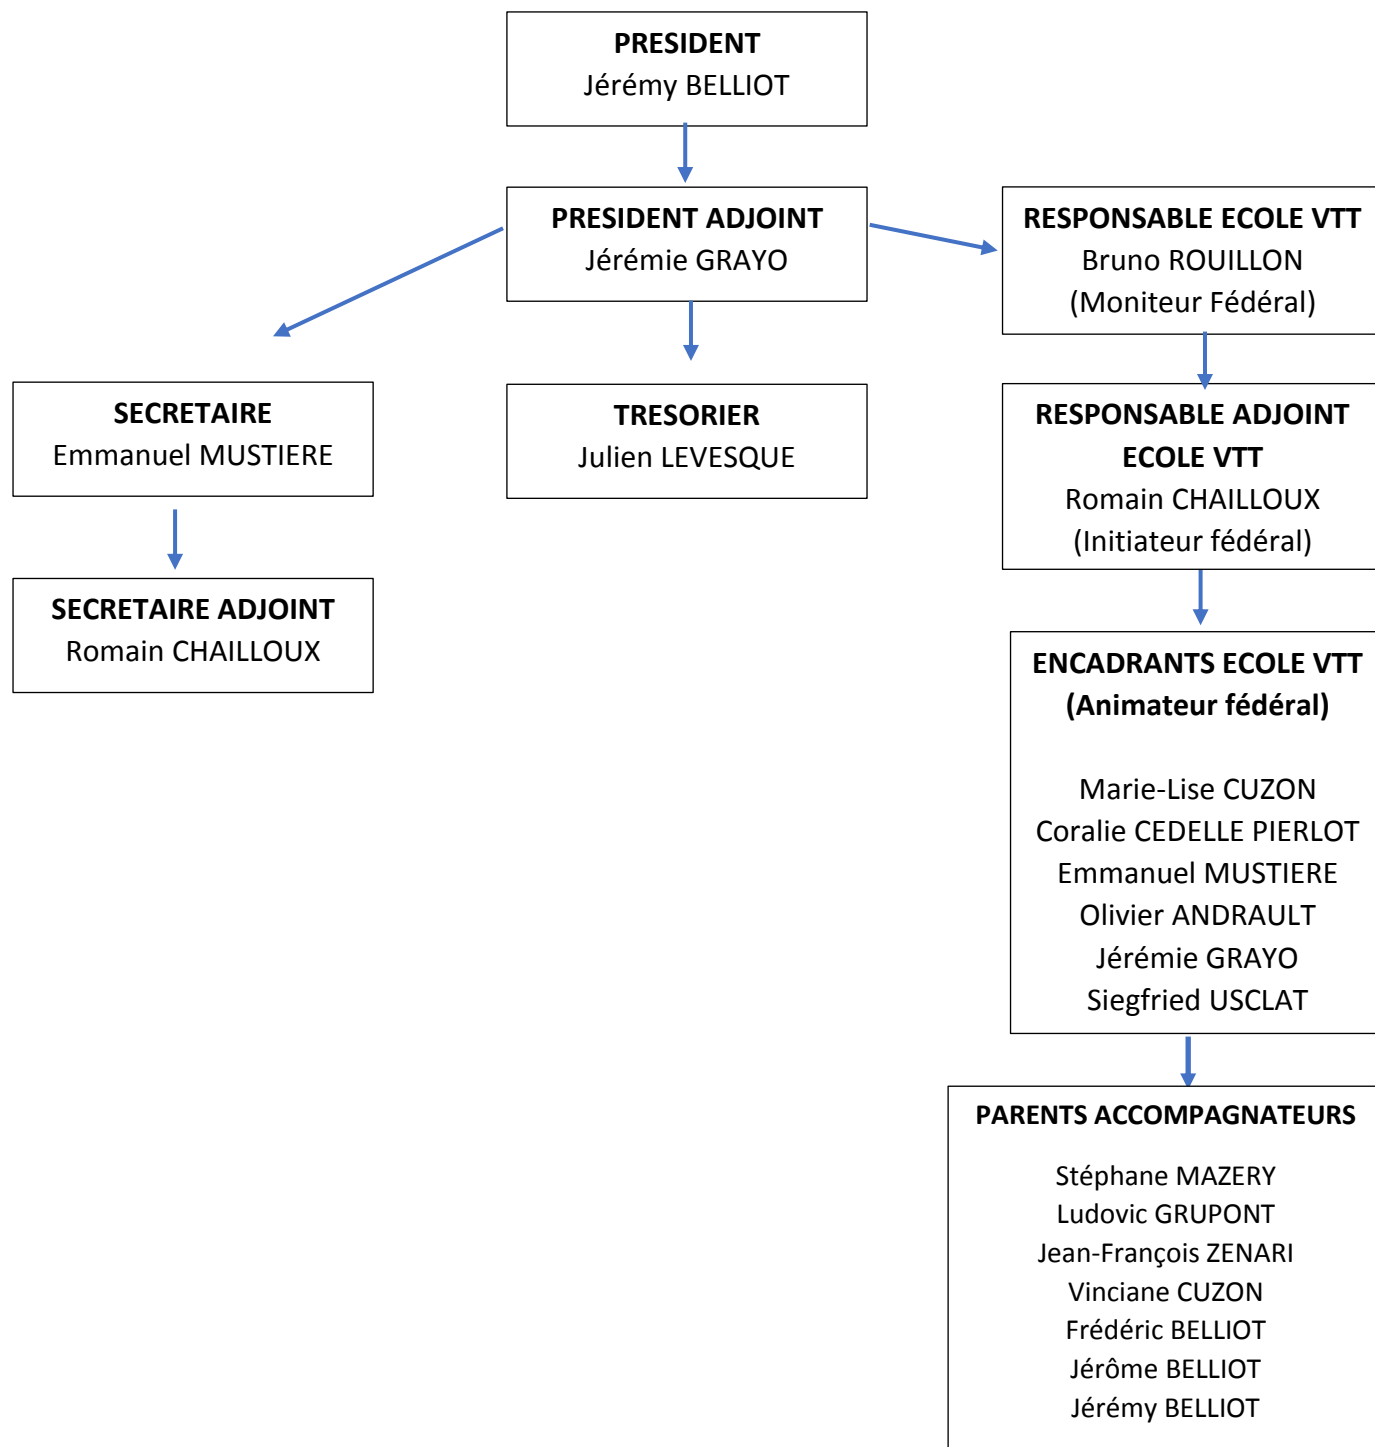 PRESIDENT
Jérémy BELLIOT
PRESIDENT ADJOINT
Jérémie GRAYO
RESPONSABLE ECOLE VTT
Bruno ROUILLON
(Moniteur Fédéral)
SECRETAIRE
Emmanuel MUSTIERE
TRESORIER
Julien LEVESQUE
RESPONSABLE ADJOINT
ECOLE VTT
Romain CHAILLOUX
(Initiateur fédéral)
SECRETAIRE ADJOINT
Romain CHAILLOUX
ENCADRANTS ECOLE VTT
(Animateur fédéral)
Marie-Lise CUZON
Coralie CEDELLE PIERLOT
Emmanuel MUSTIERE
Olivier ANDRAULT
Jérémie GRAYO
Siegfried USCLAT
PARENTS ACCOMPAGNATEURS
Stéphane MAZERY
Ludovic GRUPONT
Jean-François ZENARI
Vinciane CUZON
Frédéric BELLIOT
Jérôme BELLIOT
Jérémy BELLIOT